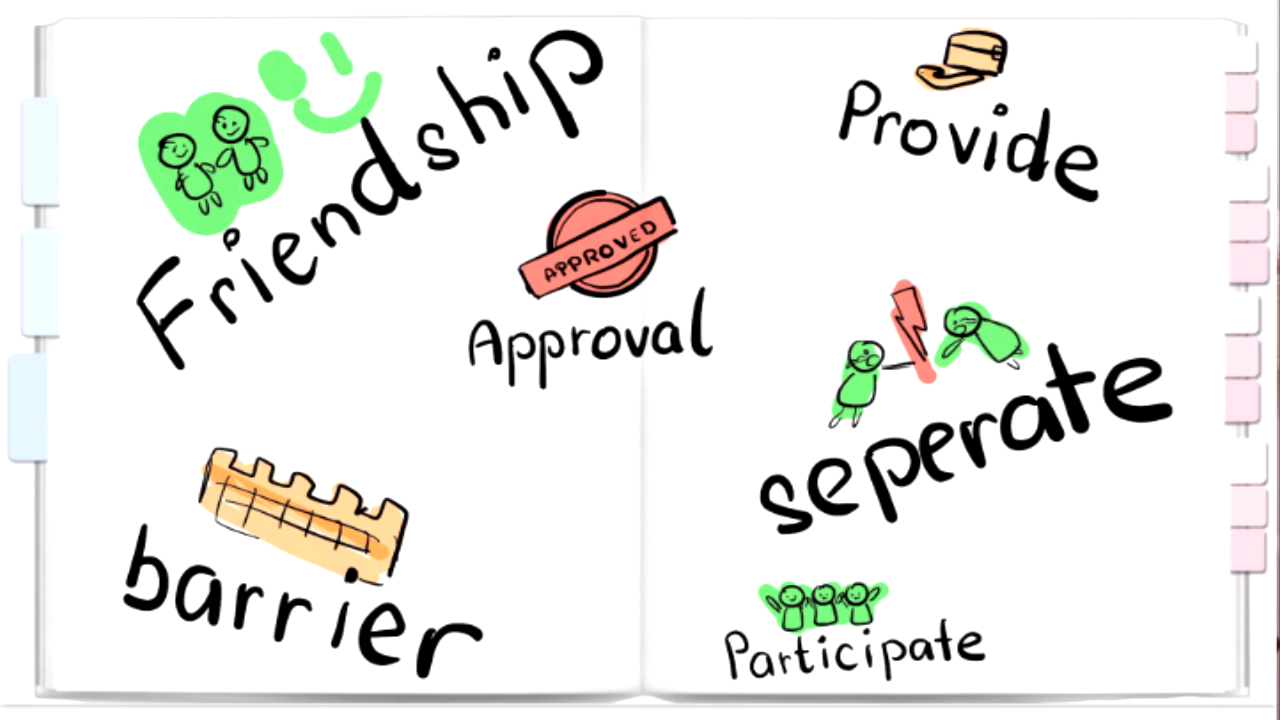 Friendship
APPROVED
Approval
barrier
Provide
seperate
Participate